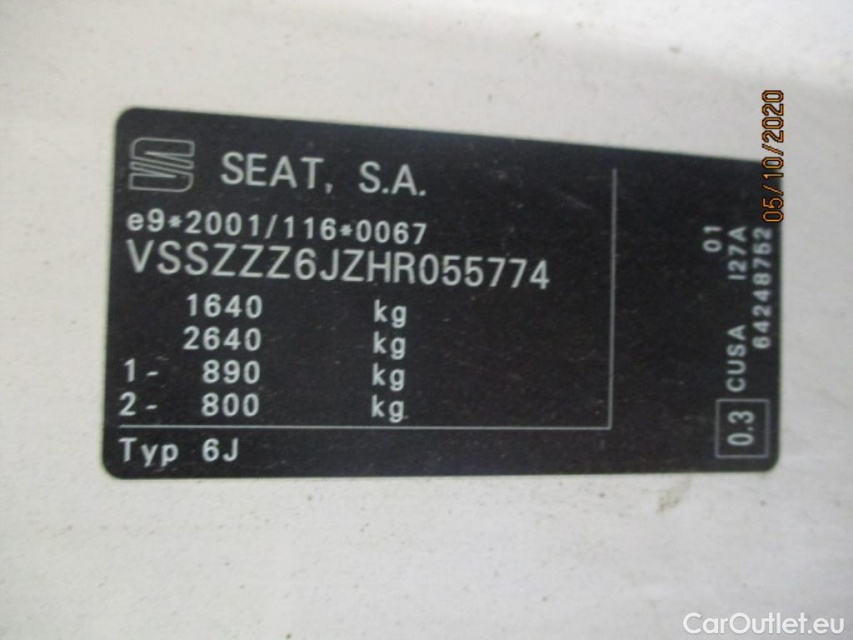 SEAT, S.A.
e9*2001/116*0067
VSSZZZ6JZHR055774
1640 kg
2640 kg
1- 890 kg
2- 800 kg
Typ 6J
01
I27A
0.3 CUSA
64248752
05/10/2020
CarOutlet.eu